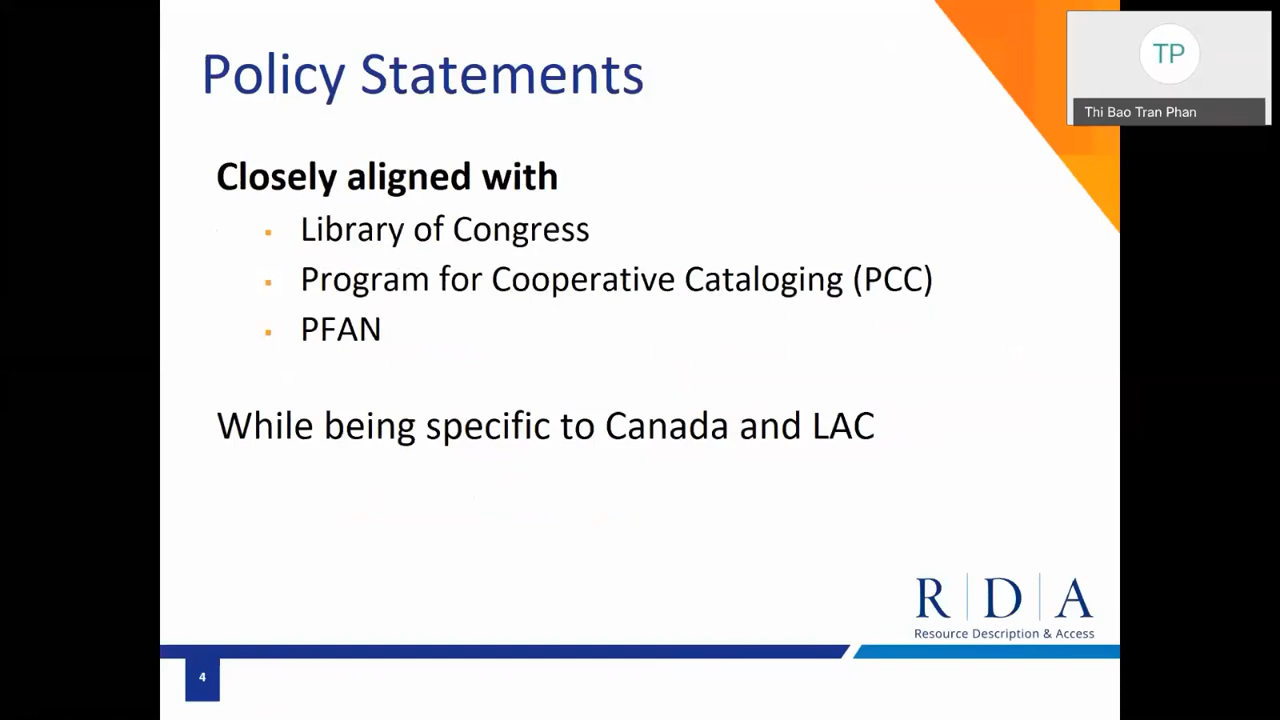 Policy Statements
TP
Thi Bao Tran Phan
Closely aligned with
▪ Library of Congress
▪ Program for Cooperative Cataloging (PCC)
▪ PFAN
While being specific to Canada and LAC
R|D|A
Resource Description & Access
4